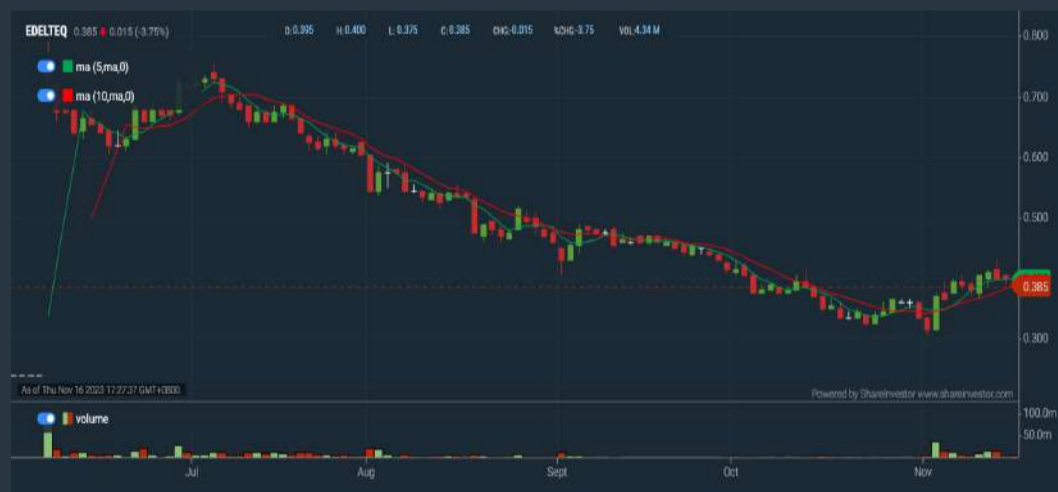 EDELTEQ 0.385 0.015 (-3.75%) O:0.395 H:0.400 L:0.375 C:0.385 CHG:-0.015 %CHG:-3.75 VOL:4.34 M
ma (5,ma,0)
ma (10,ma,0)
0.800
0.700
0.600
0.500
0.385
0.300
As of Thu Nov 16 2023 17:27:37 GMT+0800
Powered by ShareInvestor www.shareinvestor.com
volume
100.0m
50.0m
Jul Aug Sept Oct Nov